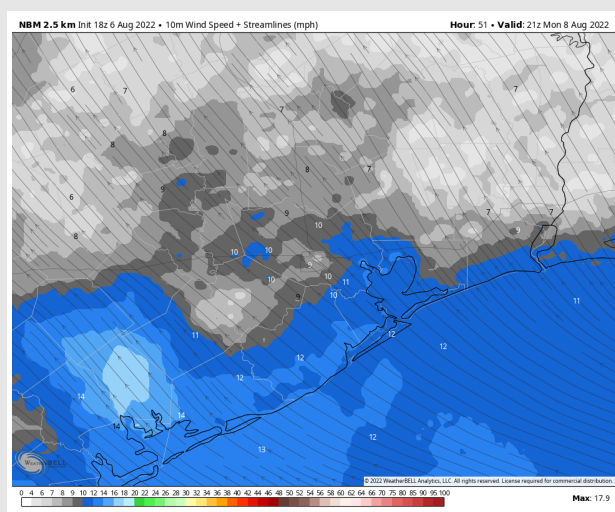 NBM 2.5 km Init 18z 6 Aug 2022 • 10m Wind Speed + Streamlines (mph)
Hour: 51 • Valid: 21z Mon 8 Aug 2022
6 7 7 7
8 8
8 7
9
6 9 7 7
10 9
8 10 10
9
10 10 11
9 10 11
11 12
12 12
12
14
14 14
12
13
WeatherBELL
© 2022 WeatherBELL Analytics, LLC. All rights reserved. License required for commercial distribution.
0 4 6 7 8 9 10 12 14 16 18 20 22 24 26 28 30 32 34 36 38 40 42 44 46 48 50 52 54 56 58 60 62 64 66 70 75 80 85 90 95 100
Max: 17.9